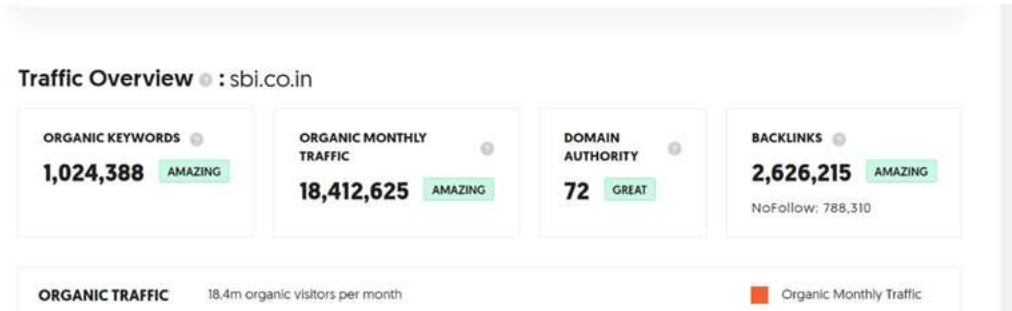 Traffic Overview : sbi.co.in
ORGANIC KEYWORDS
1,024,388 AMAZING
ORGANIC MONTHLY
TRAFFIC
18,412,625 AMAZING
DOMAIN
AUTHORITY
72 GREAT
BACKLINKS
2,626,215 AMAZING
NoFollow: 788,310
ORGANIC TRAFFIC 18.4m organic visitors per month Organic Monthly Traffic